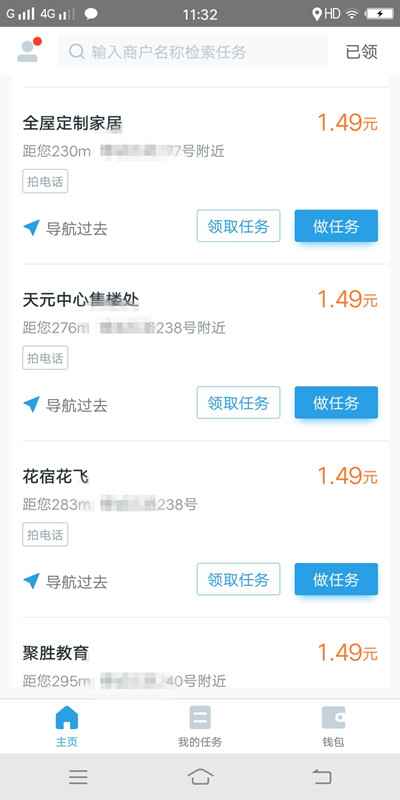 G 4G 11:32 HD
输入商户名称检索任务 已领
全屋定制家居 1.49元
距您230m 77号附近
拍电话
导航过去 领取任务 做任务
天元中心售楼处 1.49元
距您276m 238号附近
拍电话
导航过去 领取任务 做任务
花宿花飞 1.49元
距您283m 238号
拍电话
导航过去 领取任务 做任务
聚胜教育 1.49元
距您295m 240号附近
主页 我的任务 钱包